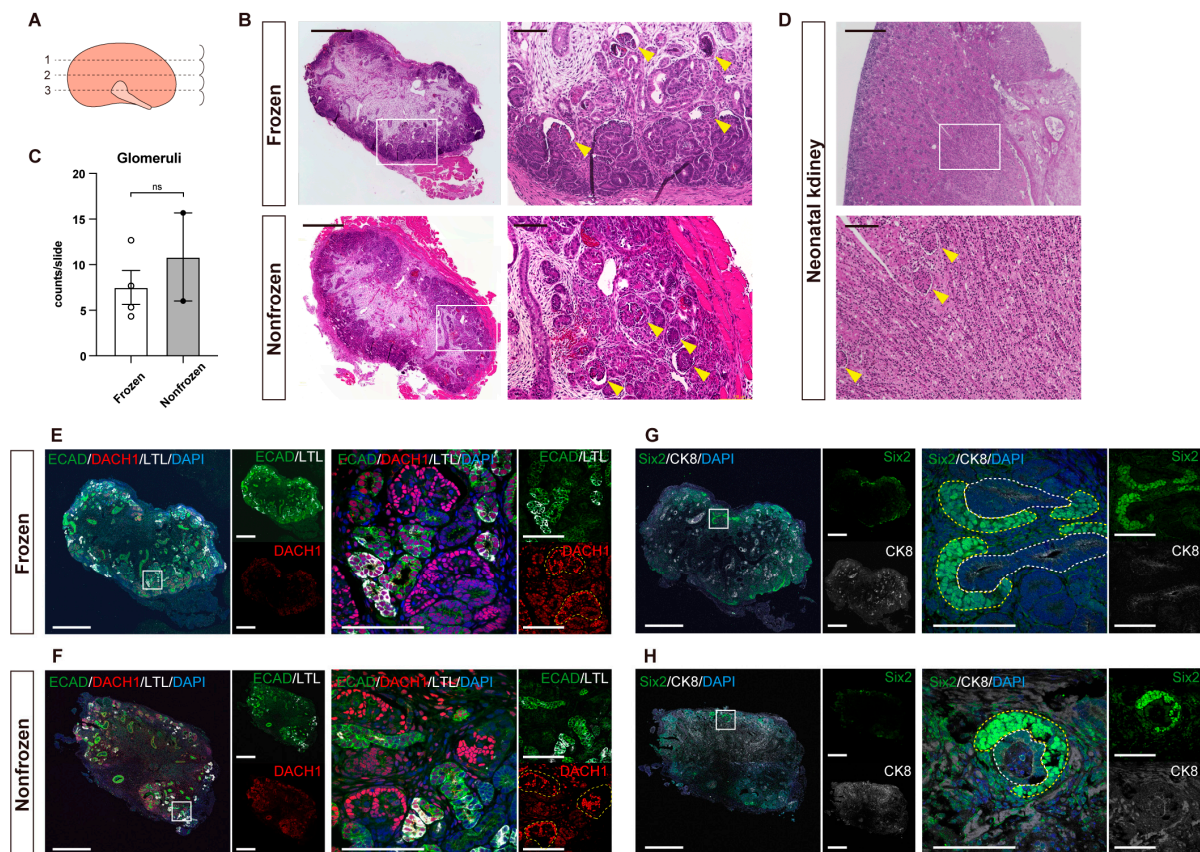 A
1
2
3
B
Frozen
Nonfrozen
C
Glomeruli
ns
20
15
10
5
0
counts/slide
Frozen
Nonfrozen
D
Neonatal kdiney
E
Frozen
ECAD/DACH1/LTL/DAPI
ECAD/LTL
DACH1
ECAD/DACH1/LTL/DAPI
ECAD/LTL
DACH1
G
Six2/CK8/DAPI
Six2
CK8
Six2/CK8/DAPI
Six2
CK8
F
Nonfrozen
ECAD/DACH1/LTL/DAPI
ECAD/LTL
DACH1
ECAD/DACH1/LTL/DAPI
ECAD/LTL
DACH1
H
Six2/CK8/DAPI
Six2
CK8
Six2/CK8/DAPI
Six2
CK8